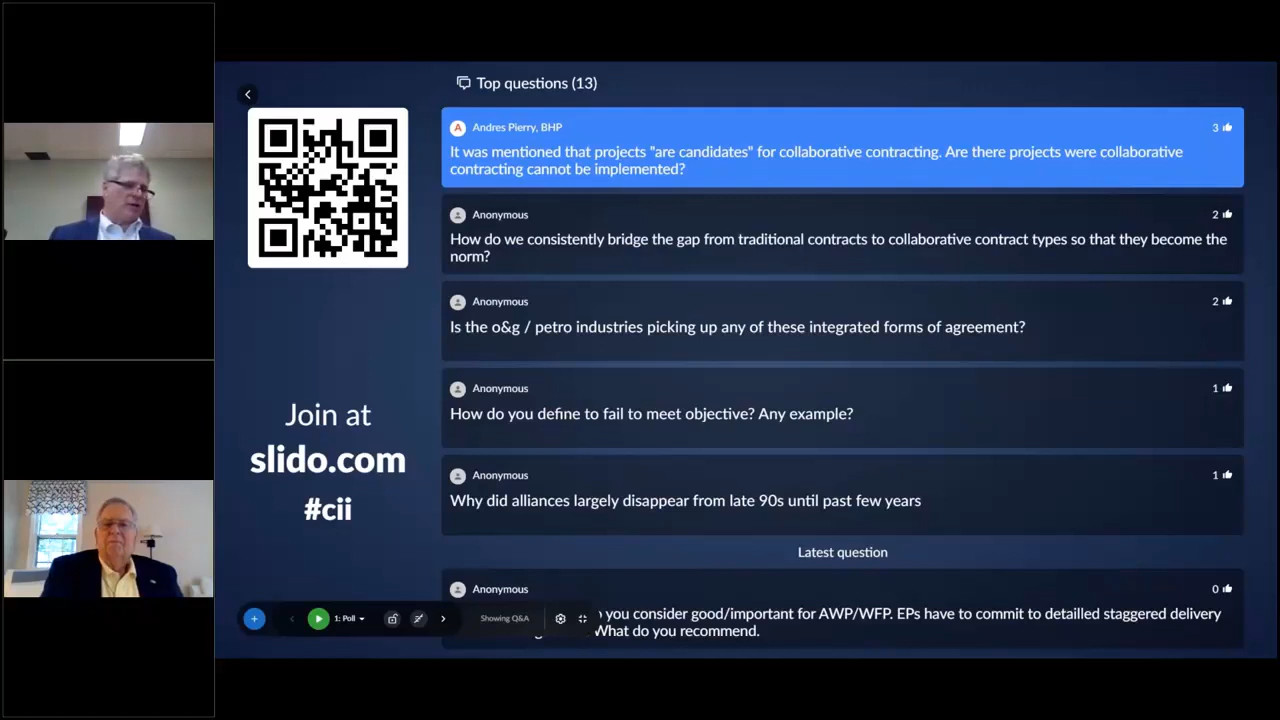 Top questions (13)
A Andres Pierry, BHP
3
It was mentioned that projects "are candidates" for collaborative contracting. Are there projects were collaborative
contracting cannot be implemented?
Anonymous
2
How do we consistently bridge the gap from traditional contracts to collaborative contract types so that they become the
norm?
Anonymous
2
Is the o&g / petro industries picking up any of these integrated forms of agreement?
Anonymous
1
How do you define to fail to meet objective? Any example?
Anonymous
1
Why did alliances largely disappear from late 90s until past few years
Latest question
Anonymous
0
you consider good/important for AWP/WFP. EPs have to commit to detailled staggered delivery
What do you recommend.
Join at
slido.com
#cii
1: Poll
Showing Q&A